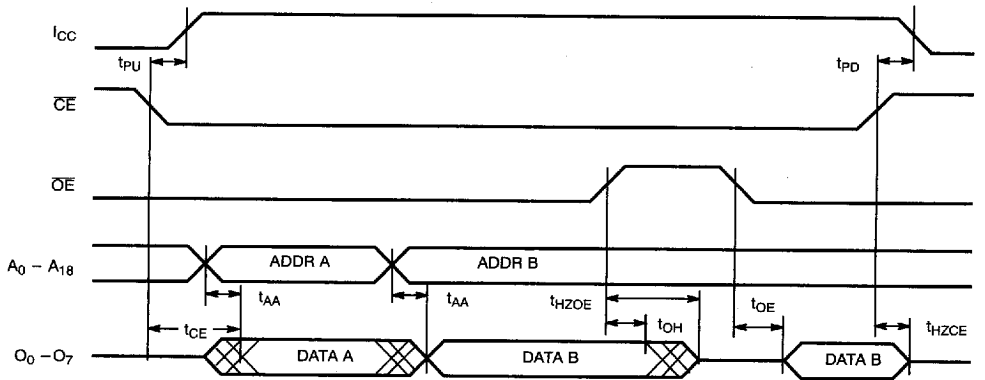 ICC
tPU
tPD
CE
OE
A0 – A18
ADDR A
ADDR B
tAA
tAA
tHZOE
tOE
tCE
tOH
tHZCE
O0 – O7
DATA A
DATA B
DATA B